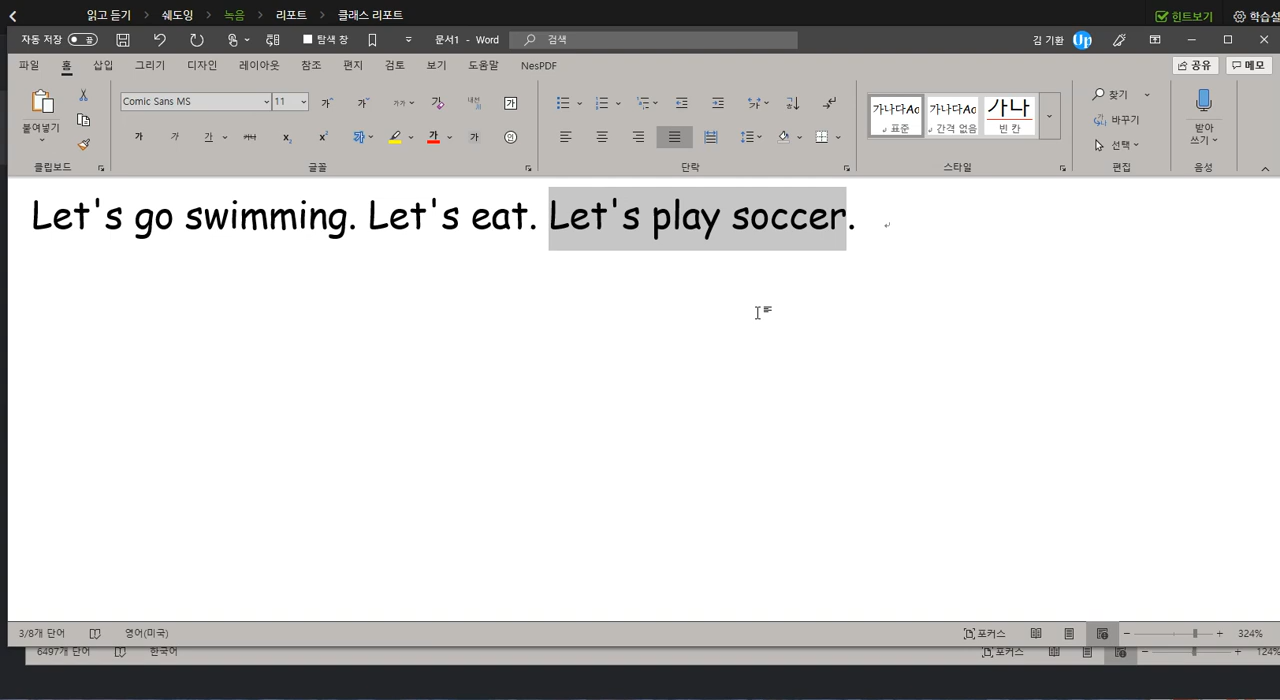 읽고 듣기 > 쉐도잉 > 녹음 > 리포트 > 클래스 리포트 힌트보기 학습설
자동 저장 문서1 - Word 탐색 창 검색 김 기환 Up
파일 홈 삽입 그리기 디자인 레이아웃 참조 편지 검토 보기 도움말 NesPDF 공유 메모
붙여넣기 Comic Sans MS 11 가나다Ac 가나다Ac 가나 찾기 받아쓰기
표준 간격 없음 빈 칸 바꾸기
선택
클립보드 글꼴 단락 스타일 편집 음성
Let's go swimming. Let's eat. Let's play soccer.
3/8개 단어 영어(미국) 포커스 324%
6497개 단어 한국어 포커스 124%